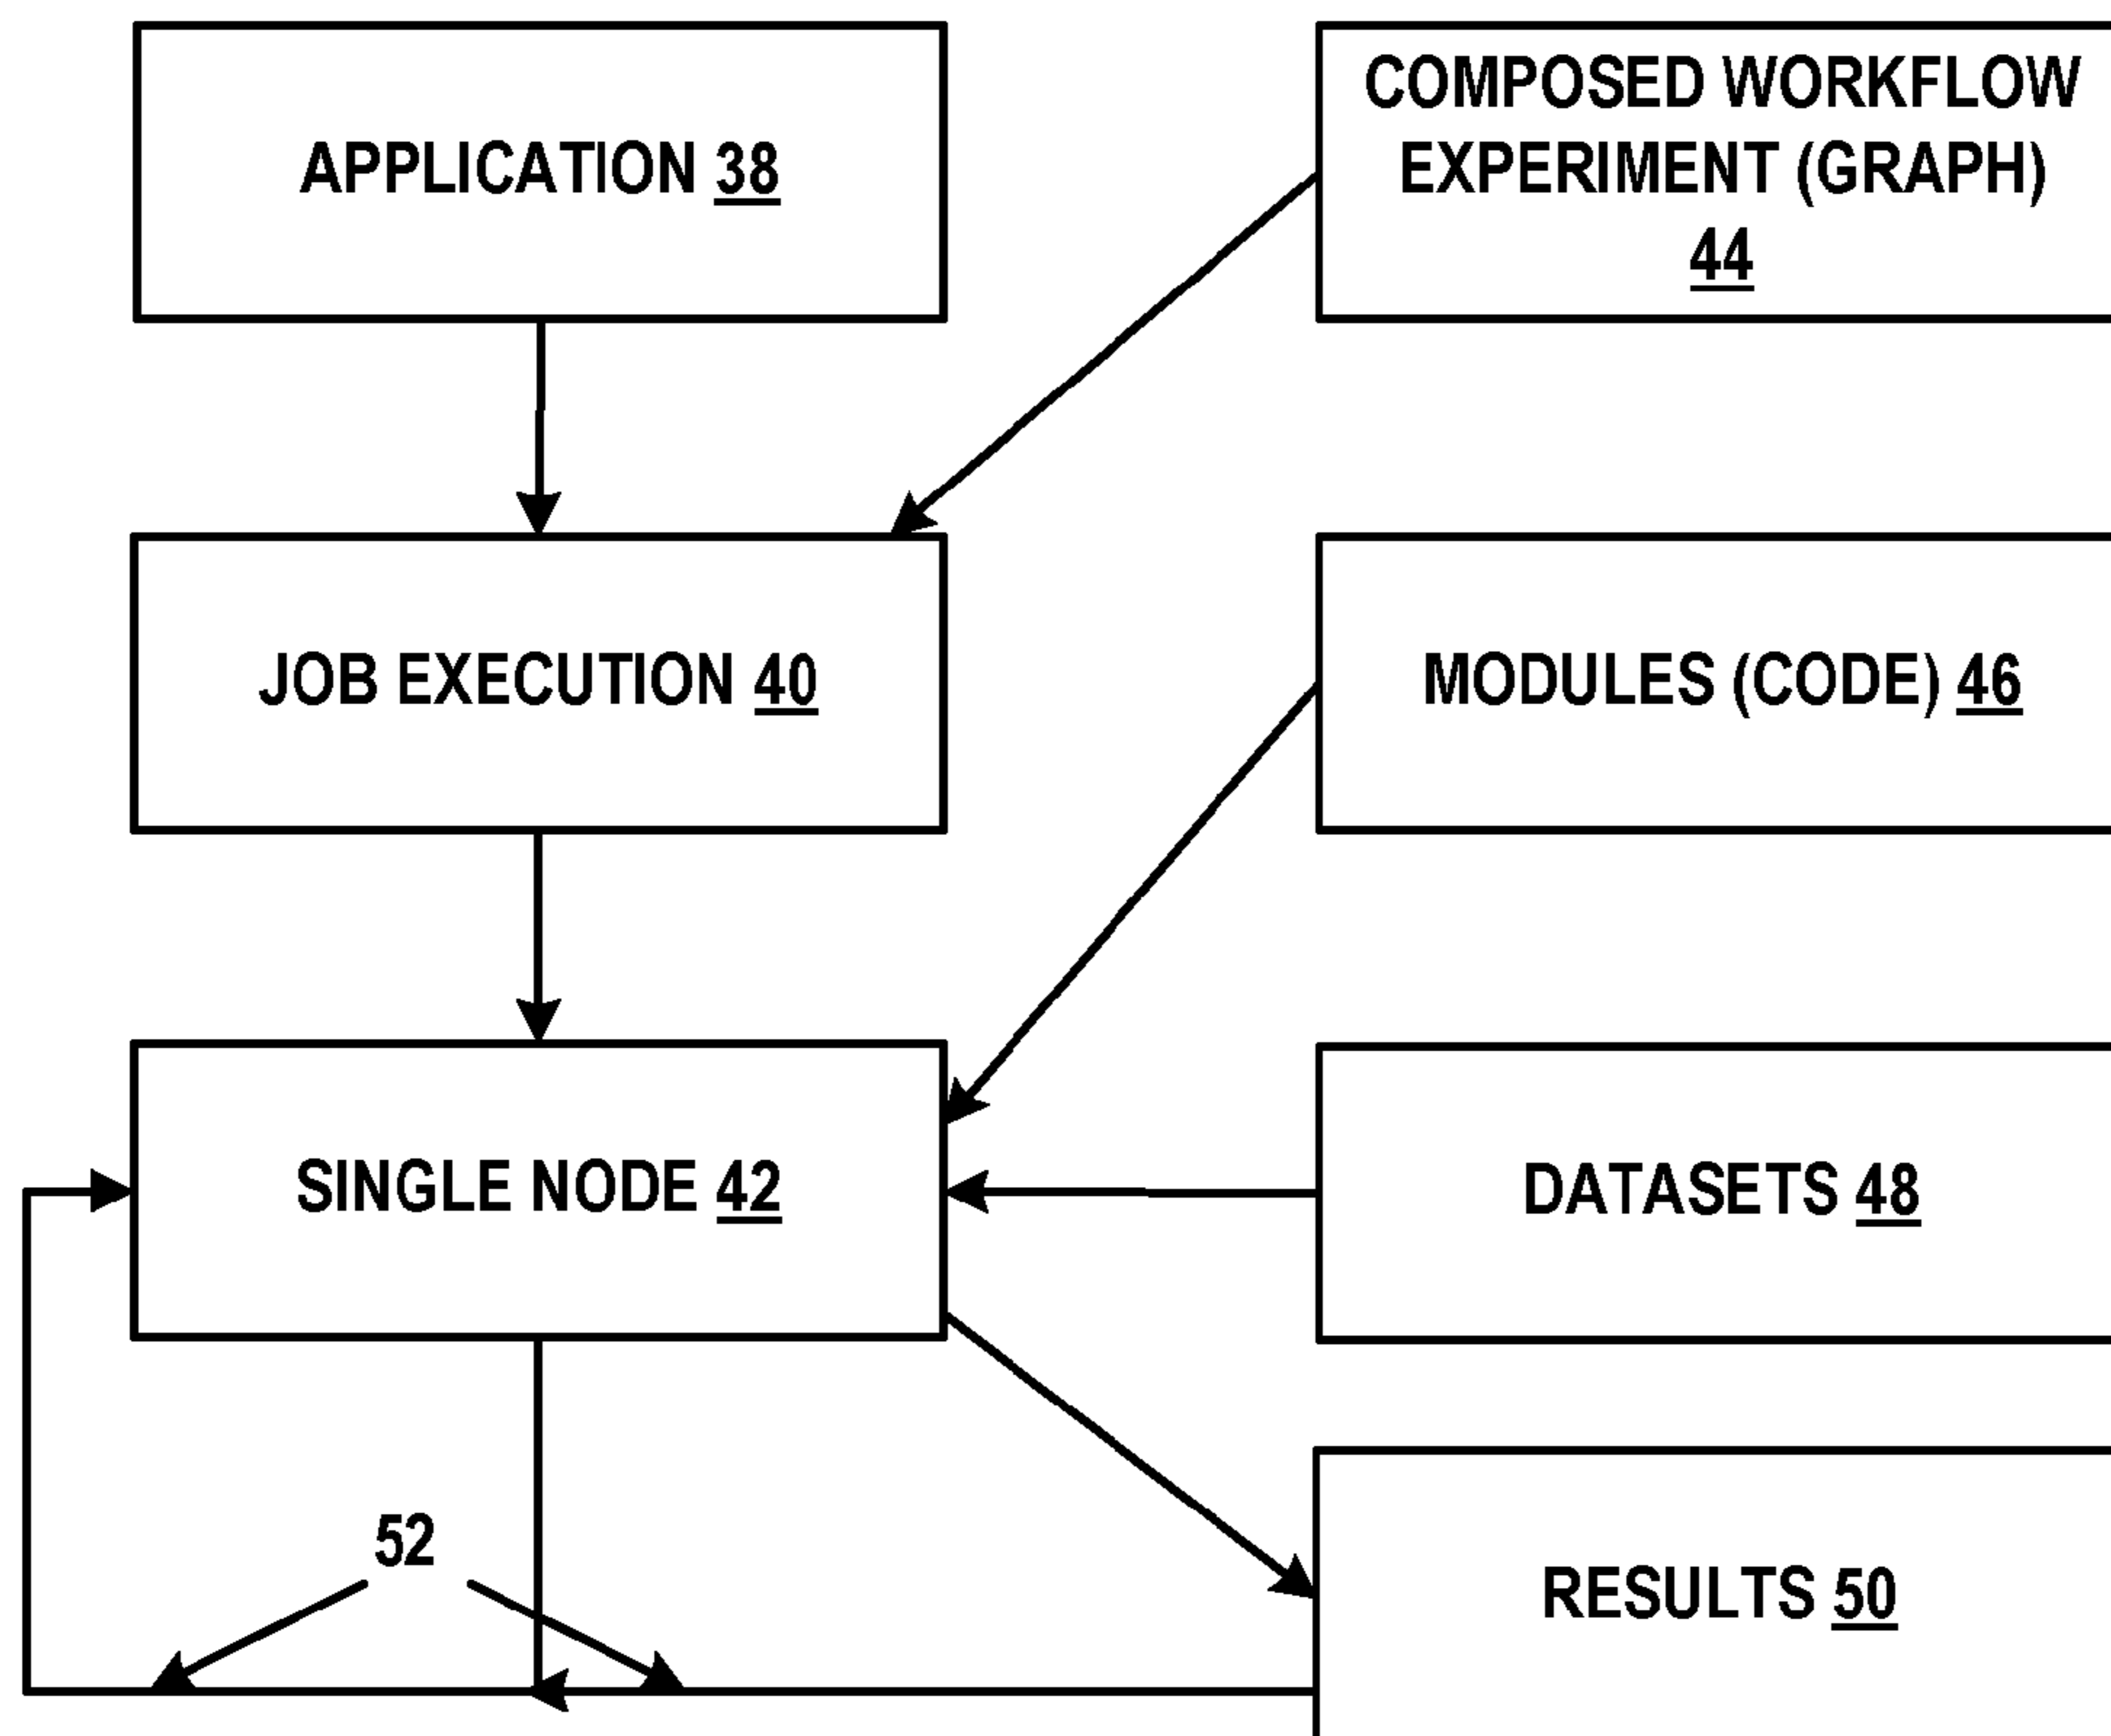 APPLICATION 38
COMPOSED WORKFLOW
EXPERIMENT (GRAPH)
44
JOB EXECUTION 40
MODULES (CODE) 46
SINGLE NODE 42
DATASETS 48
52
RESULTS 50